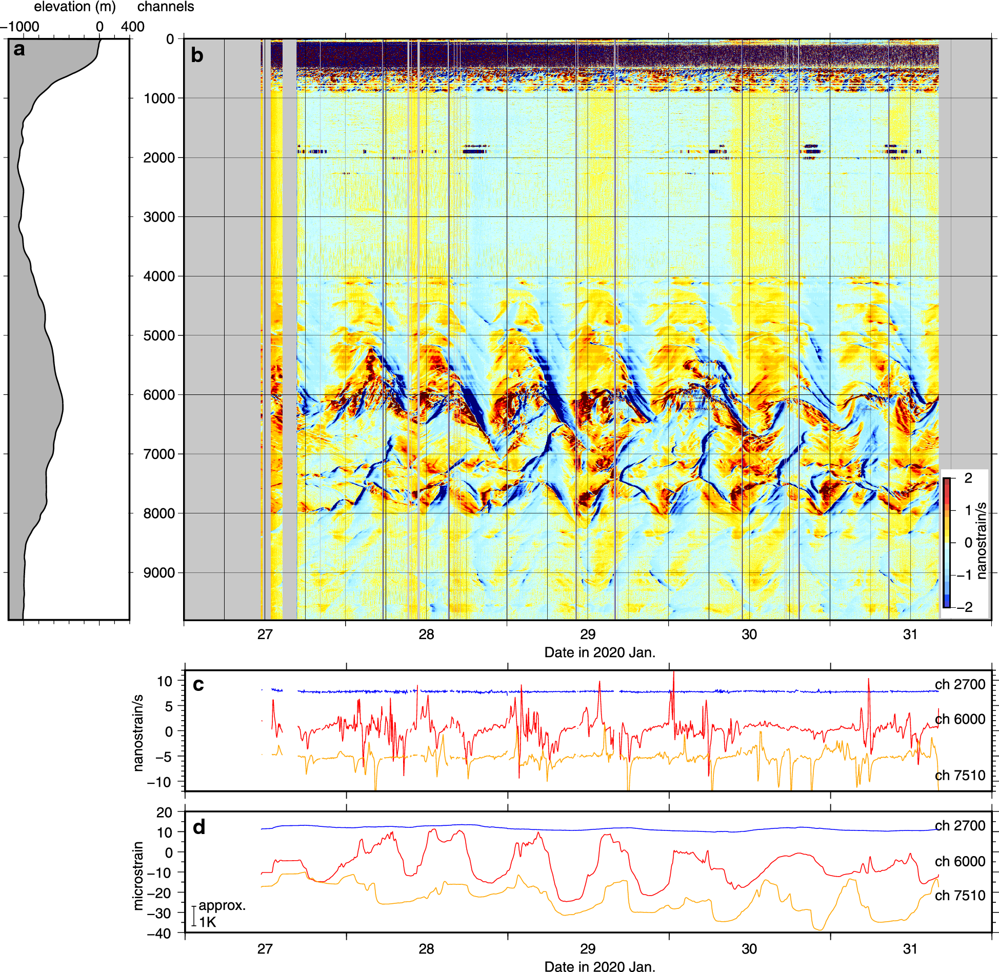 elevation (m) channels
−1000 0 400
a
b
0
1000
2000
3000
4000
5000
6000
7000
8000
9000
2
1
0
−1
−2
nanostrain/s
27 28 29 30 31
Date in 2020 Jan.
c
10
5
0
−5
−10
nanostrain/s
ch 2700
ch 6000
ch 7510
d
20
10
0
−10
−20
−30
−40
microstrain
ch 2700
ch 6000
ch 7510
approx.
1K
27 28 29 30 31
Date in 2020 Jan.